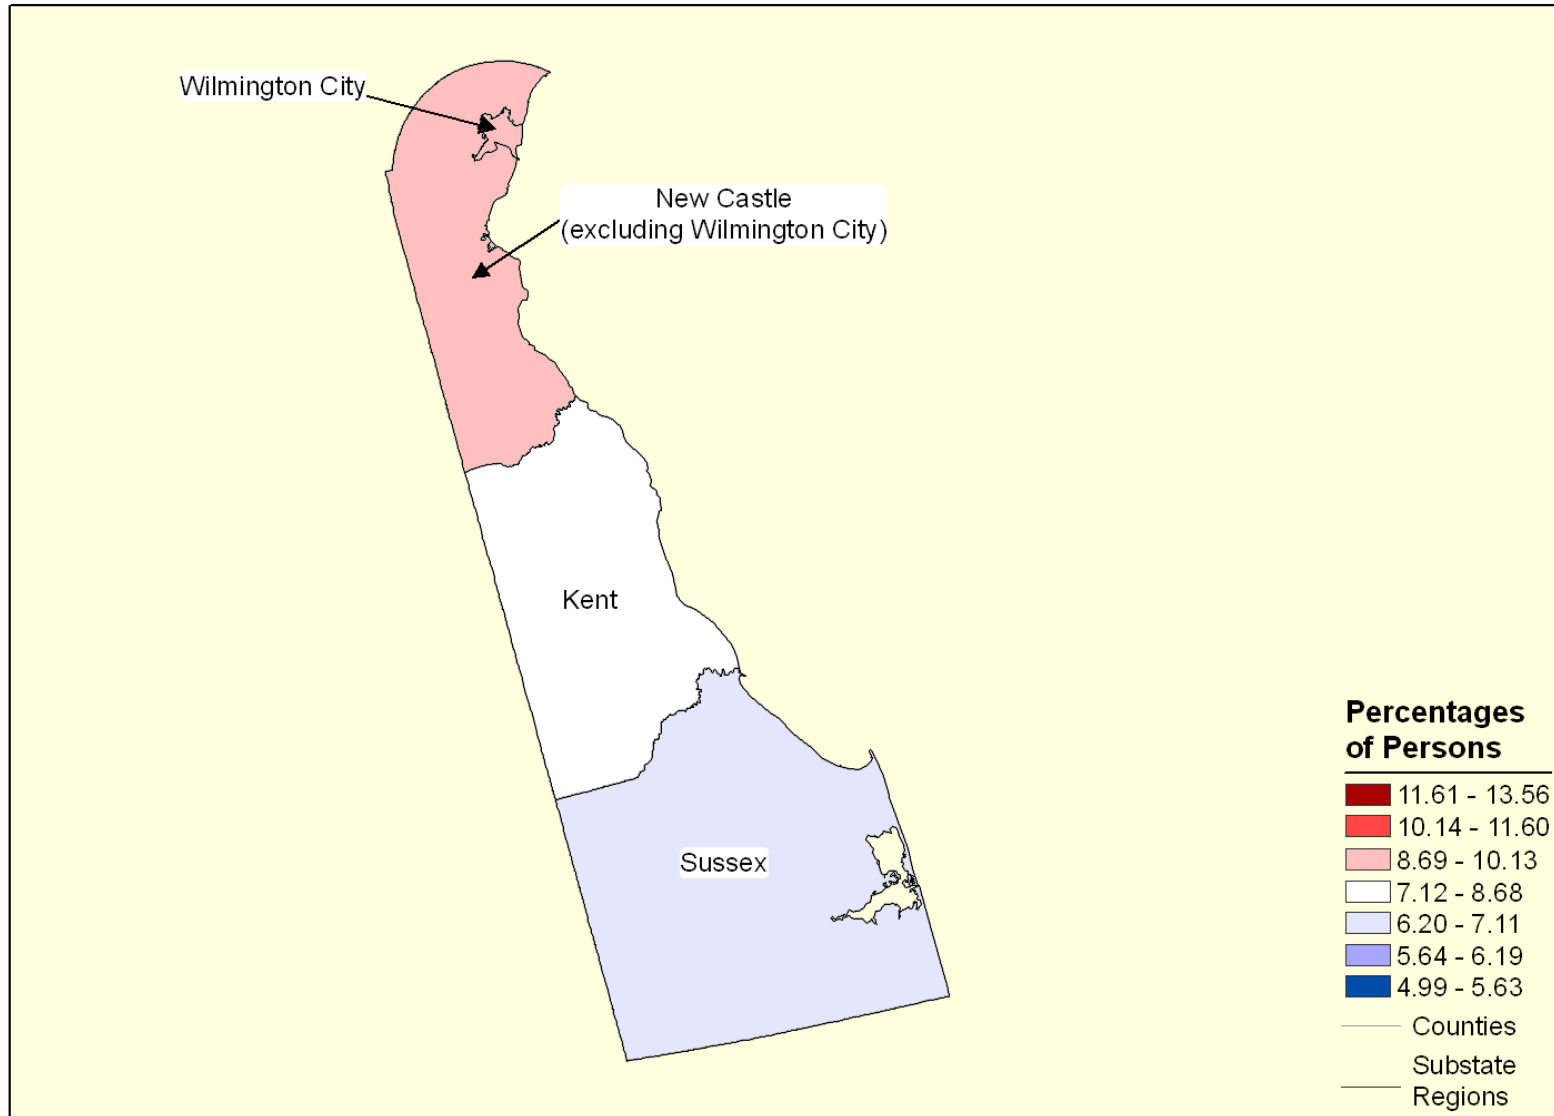 Wilmington City
New Castle
(excluding Wilmington City)
Kent
Sussex
Percentages
of Persons
11.61 - 13.56
10.14 - 11.60
8.69 - 10.13
7.12 - 8.68
6.20 - 7.11
5.64 - 6.19
4.99 - 5.63
Counties
Substate
Regions